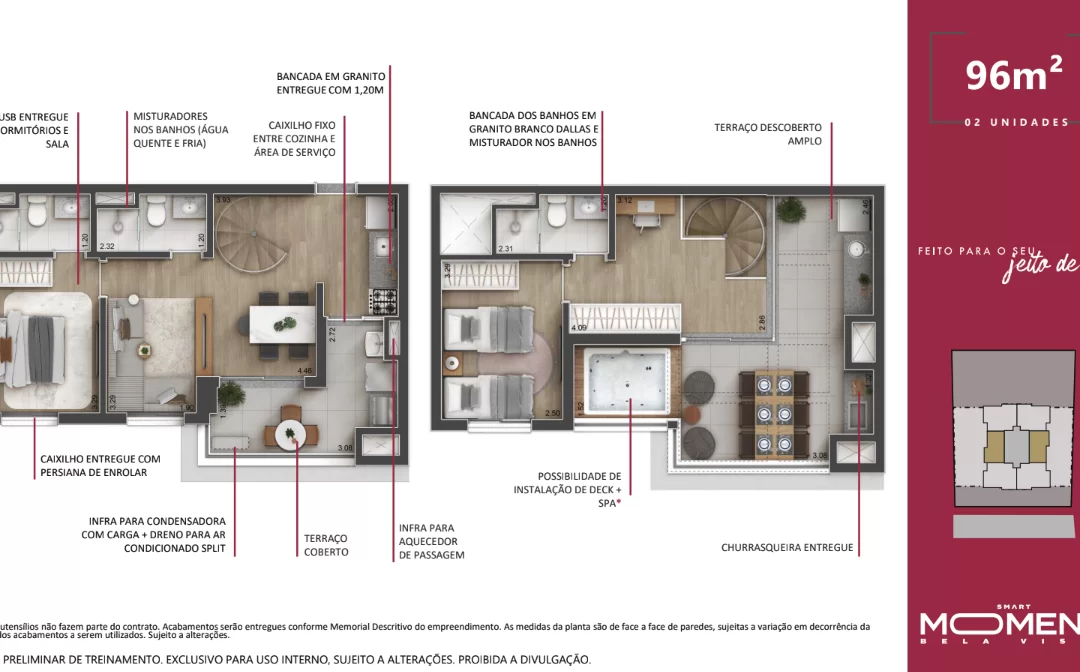 BANCADA EM GRANITO
ENTREGUE COM 1,20M
USB ENTREGUE
ORMITÓRIOS E
SALA
MISTURADORES
NOS BANHOS (ÁGUA
QUENTE E FRIA)
CAIXILHO FIXO
ENTRE COZINHA E
ÁREA DE SERVIÇO
BANCADA DOS BANHOS EM
GRANITO BRANCO DALLAS E
MISTURADOR NOS BANHOS
TERRAÇO DESCOBERTO
AMPLO
96m²
02 UNIDADES
3.93
1.20
2.32
1.20
2.72
4.46
3.29
3.29
1.90
3.08
3.12
2.46
2.31
3.29
4.09
2.86
2.50
3.08
FEITO PARA O SEU
jeito de
CAIXILHO ENTREGUE COM
PERSIANA DE ENROLAR
INFRA PARA CONDENSADORA
COM CARGA + DRENO PARA AR
CONDICIONADO SPLIT
TERRAÇO
COBERTO
INFRA PARA
AQUECEDOR
DE PASSAGEM
POSSIBILIDADE DE
INSTALAÇÃO DE DECK +
SPA*
CHURRASQUEIRA ENTREGUE
SMART
MOMEN
BELA VIS
utensílios não fazem parte do contrato. Acabamentos serão entregues conforme Memorial Descritivo do empreendimento. As medidas da planta são de face a face de paredes, sujeitas a variação em decorrência da
dos acabamentos a serem utilizados. Sujeito a alterações.
PRELIMINAR DE TREINAMENTO. EXCLUSIVO PARA USO INTERNO, SUJEITO A ALTERAÇÕES. PROIBIDA A DIVULGAÇÃO.